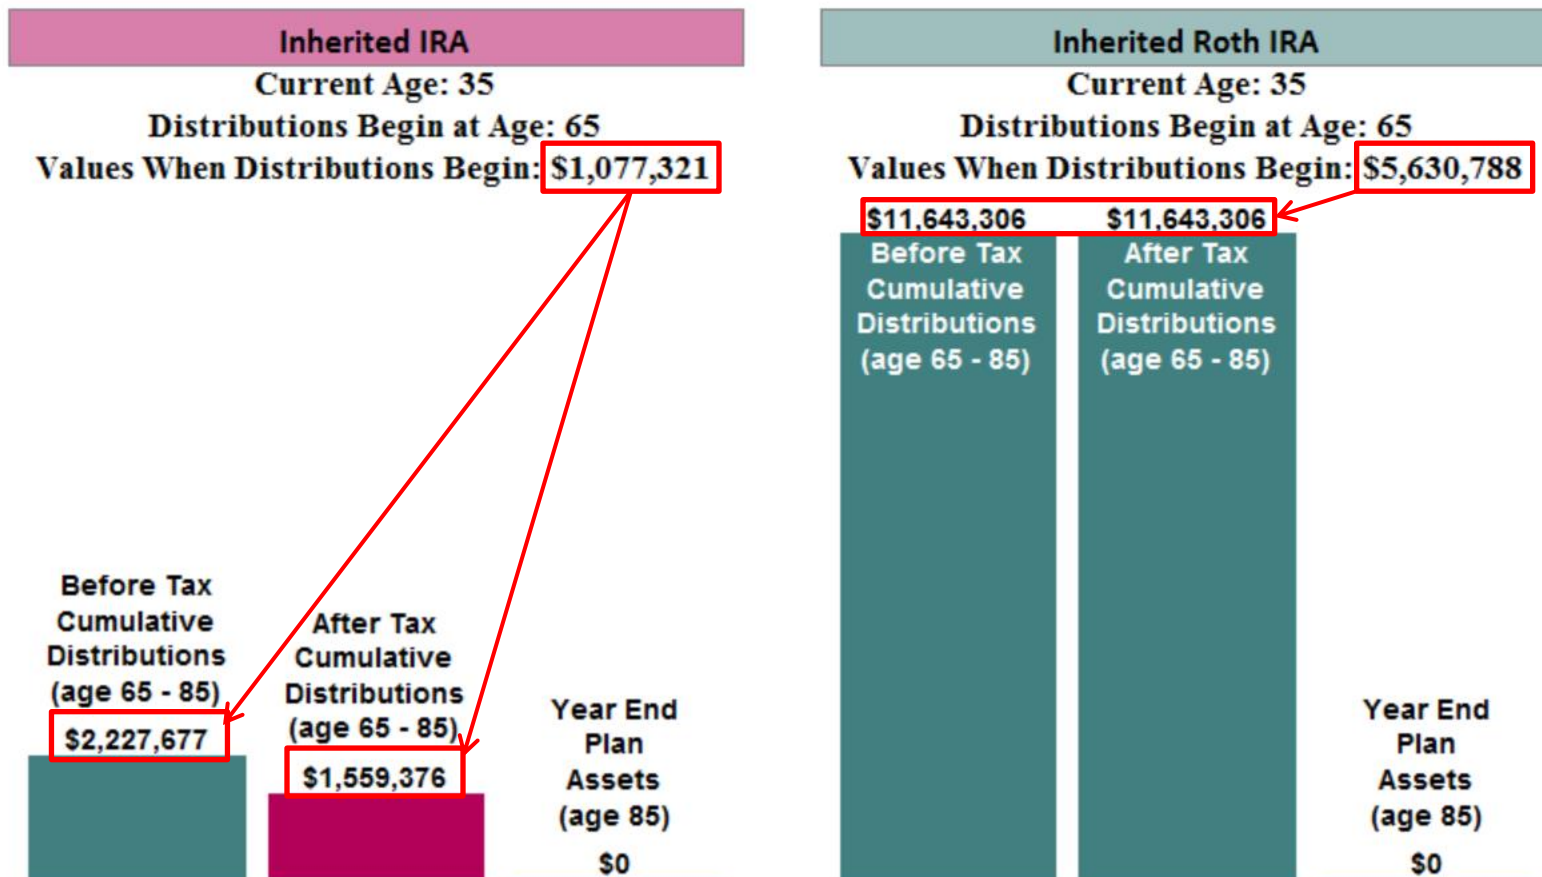 Inherited IRA
Current Age: 35
Distributions Begin at Age: 65
Values When Distributions Begin: $1,077,321
Before Tax
Cumulative
Distributions
(age 65 - 85)
$2,227,677
After Tax
Cumulative
Distributions
(age 65 - 85)
$1,559,376
Year End
Plan
Assets
(age 85)
$0
Inherited Roth IRA
Current Age: 35
Distributions Begin at Age: 65
Values When Distributions Begin: $5,630,788
$11,643,306
Before Tax
Cumulative
Distributions
(age 65 - 85)
$11,643,306
After Tax
Cumulative
Distributions
(age 65 - 85)
Year End
Plan
Assets
(age 85)
$0